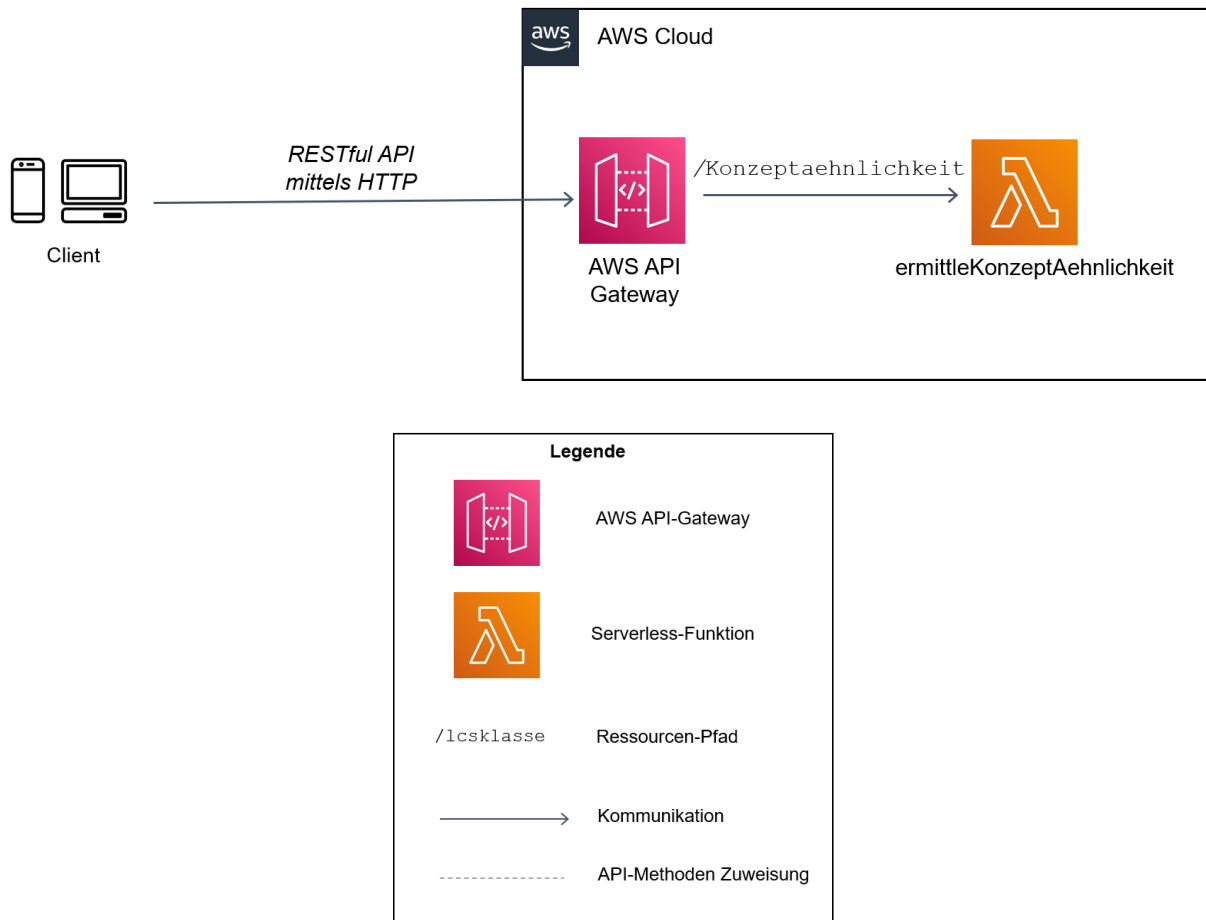 aws
AWS Cloud
RESTful API
mittels HTTP
/Konzeptaehnlichkeit
Client
</>
AWS API
Gateway
ermittleKonzeptAehnlichkeit
Legende
</>
AWS API-Gateway
Serverless-Funktion
/lcsklasse
Ressourcen-Pfad
Kommunikation
API-Methoden Zuweisung